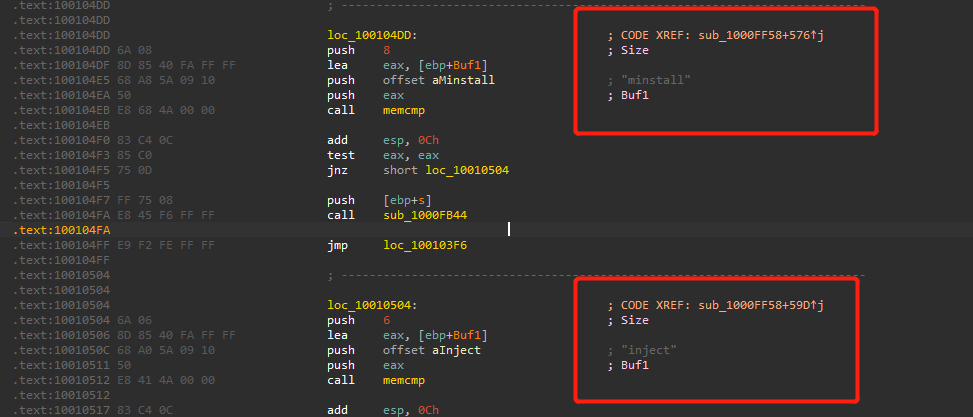 .text:100104DD ; ---------------------------------------------------------------------------
.text:100104DD
.text:100104DD loc_100104DD: ; CODE XREF: sub_1000FF58+576↑j
.text:100104DD 6A 08 push 8 ; Size
.text:100104DF 8D 85 40 FA FF FF lea eax, [ebp+Buf1]
.text:100104E5 68 A8 5A 09 10 push offset aMinstall ; "minstall"
.text:100104EA 50 push eax ; Buf1
.text:100104EB E8 68 4A 00 00 call memcmp
.text:100104EB
.text:100104F0 83 C4 0C add esp, 0Ch
.text:100104F3 85 C0 test eax, eax
.text:100104F5 75 0D jnz short loc_10010504
.text:100104F5
.text:100104F7 FF 75 08 push [ebp+s]
.text:100104FA E8 45 F6 FF FF call sub_1000FB44
.text:100104FA
.text:100104FF E9 F2 FE FF FF jmp loc_100103F6
.text:100104FF
.text:10010504 ; ---------------------------------------------------------------------------
.text:10010504
.text:10010504 loc_10010504: ; CODE XREF: sub_1000FF58+59D↑j
.text:10010504 6A 06 push 6 ; Size
.text:10010506 8D 85 40 FA FF FF lea eax, [ebp+Buf1]
.text:1001050C 68 A0 5A 09 10 push offset aInject ; "inject"
.text:10010511 50 push eax ; Buf1
.text:10010512 E8 41 4A 00 00 call memcmp
.text:10010512
.text:10010517 83 C4 0C add esp, 0Ch